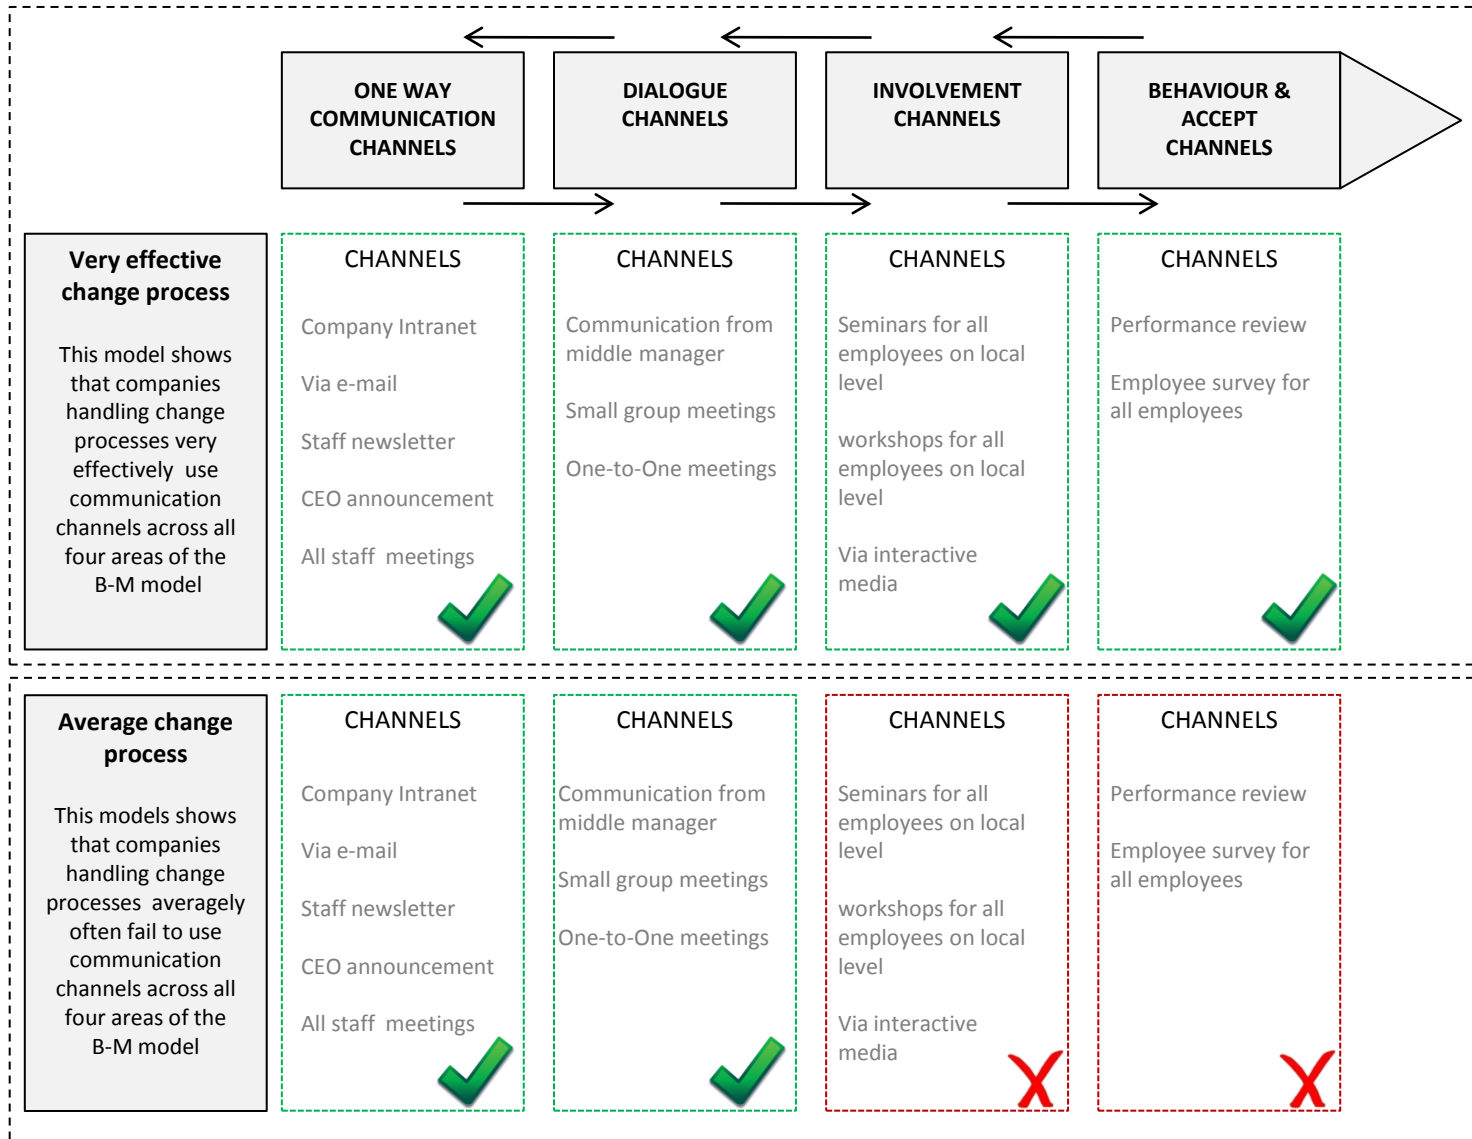 ONE WAY
COMMUNICATION
CHANNELS
DIALOGUE
CHANNELS
INVOLVEMENT
CHANNELS
BEHAVIOUR &
ACCEPT
CHANNELS
Very effective
change process
This model shows
that companies
handling change
processes very
effectively use
communication
channels across all
four areas of the
B-M model
CHANNELS
Company Intranet
Via e-mail
Staff newsletter
CEO announcement
All staff meetings
CHANNELS
Communication from
middle manager
Small group meetings
One-to-One meetings
CHANNELS
Seminars for all
employees on local
level
workshops for all
employees on local
level
Via interactive
media
CHANNELS
Performance review
Employee survey for
all employees
Average change
process
This models shows
that companies
handling change
processes averagely
often fail to use
communication
channels across all
four areas of the
B-M model
CHANNELS
Company Intranet
Via e-mail
Staff newsletter
CEO announcement
All staff meetings
CHANNELS
Communication from
middle manager
Small group meetings
One-to-One meetings
CHANNELS
Seminars for all
employees on local
level
workshops for all
employees on local
level
Via interactive
media
CHANNELS
Performance review
Employee survey for
all employees